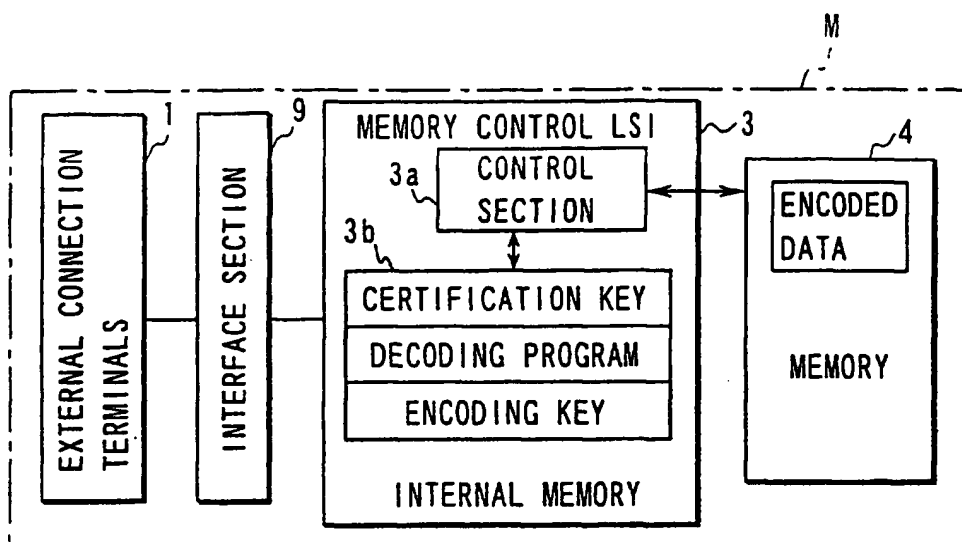 M
1
EXTERNAL CONNECTION
TERMINALS
9
INTERFACE SECTION
MEMORY CONTROL LSI
3
3a
CONTROL
SECTION
3b
CERTIFICATION KEY
DECODING PROGRAM
ENCODING KEY
INTERNAL MEMORY
4
ENCODED
DATA
MEMORY